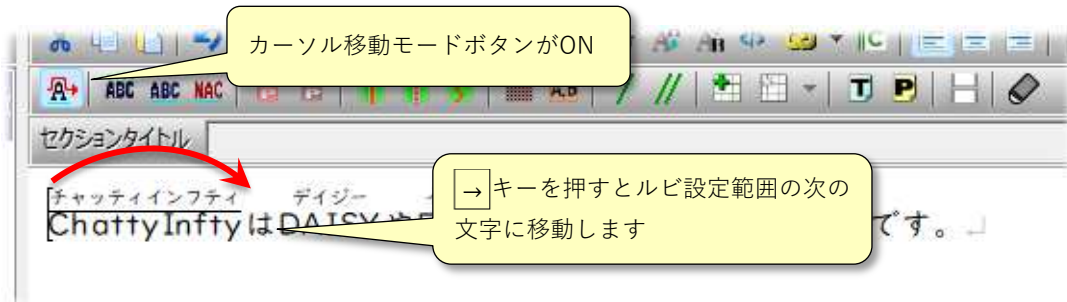 カーソル移動モードボタンがON
ABC ABC NAC
A,B
T P
セクションタイトル
チャッティインフティ デイジー
ChattyInftyはDAISYや
です。
→キーを押すとルビ設定範囲の次の
文字に移動します